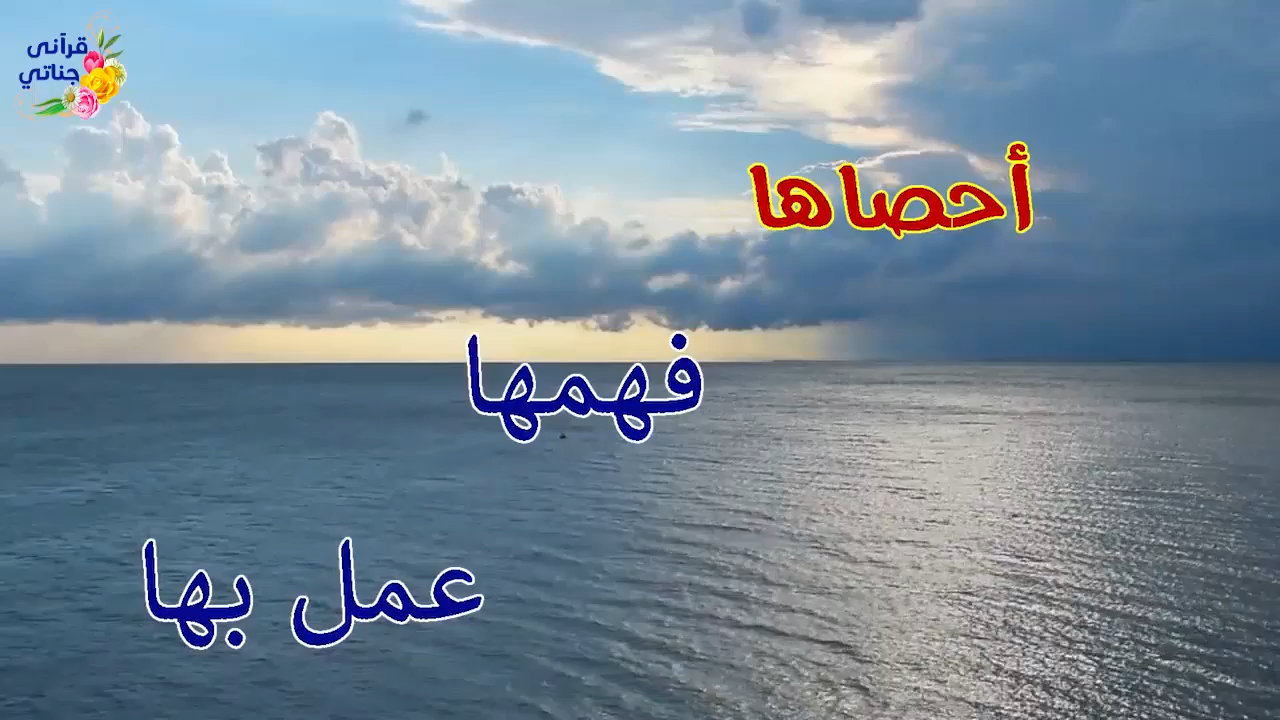 قرآنى
جناتي
أحصاها
فهمها
عمل بها